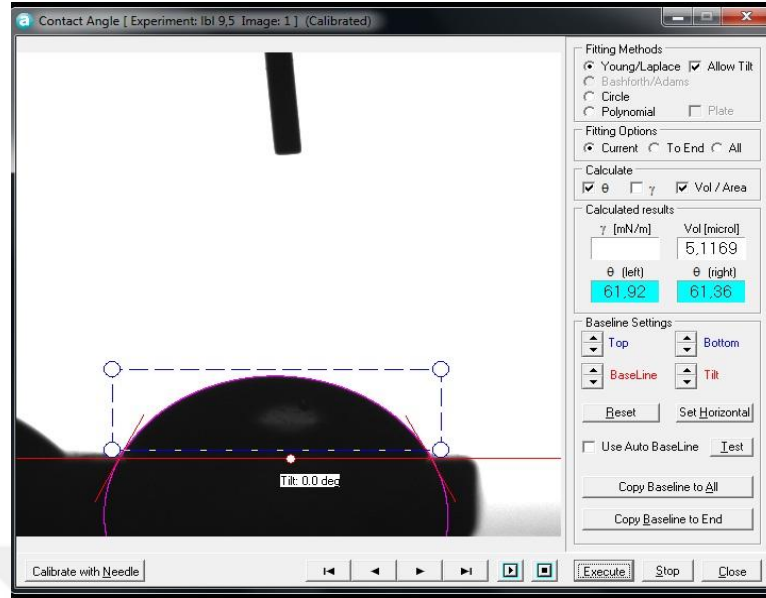 Contact Angle [ Experiment: lbl 9,5 Image: 1 ] (Calibrated)
Fitting Methods
Young/Laplace Allow Tilt
Bashforth/Adams
Circle
Polynomial Plate
Fitting Options
Current To End All
Calculate
θ γ Vol / Area
Calculated results
γ [mN/m] Vol [microl]
5,1169
θ (left) θ (right)
61,92 61,36
Baseline Settings
Top Bottom
BaseLine Tilt
Reset Set Horizontal
Use Auto BaseLine Test
Copy Baseline to All
Copy Baseline to End
Tilt: 0.0 deg
Calibrate with Needle Execute Stop Close